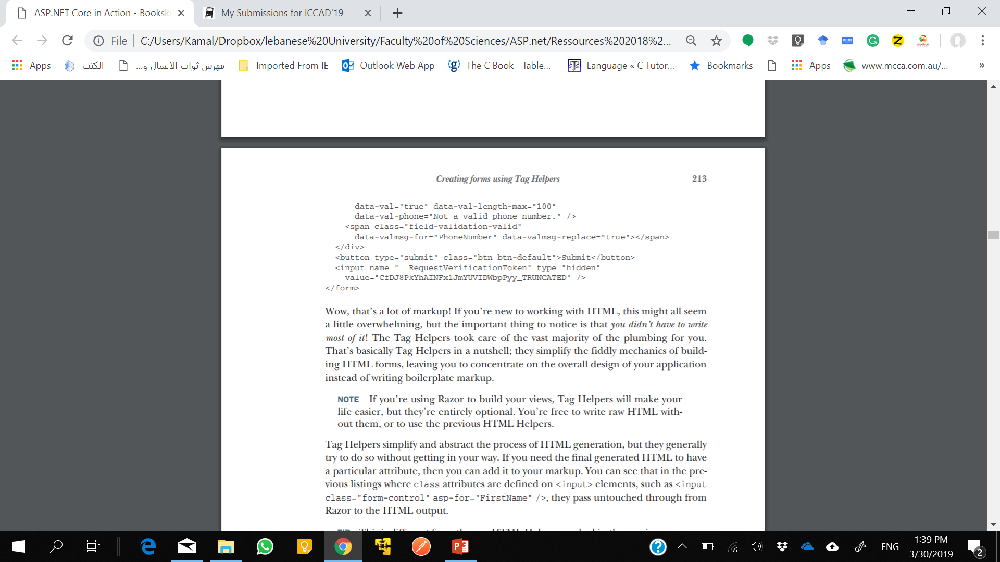 ASP.NET Core in Action - Booksk
My Submissions for ICCAD'19
File
C:/Users/Kamal/Dropbox/lebanese%20University/Faculty%20of%20Sciences/ASP.net/Ressources%202018%2...
Apps
الكتب
فهرس ثواب الاعمال و...
Imported From IE
Outlook Web App
The C Book - Table...
Language « C Tutor...
Bookmarks
Apps
www.mcca.com.au/...
»
Creating forms using Tag Helpers 213
data-val="true" data-val-length-max="100"
data-val-phone="Not a valid phone number." />
<span class="field-validation-valid"
data-valmsg-for="PhoneNumber" data-valmsg-replace="true"></span>
</div>
<button type="submit" class="btn btn-default">Submit</button>
<input name="__RequestVerificationToken" type="hidden"
value="CfDJ8PkYhAINFx1JmYUVIDWbpPyy_TRUNCATED" />
</form>
Wow, that's a lot of markup! If you're new to working with HTML, this might all seem
a little overwhelming, but the important thing to notice is that you didn't have to write
most of it! The Tag Helpers took care of the vast majority of the plumbing for you.
That's basically Tag Helpers in a nutshell; they simplify the fiddly mechanics of build-
ing HTML forms, leaving you to concentrate on the overall design of your application
instead of writing boilerplate markup.
NOTE If you're using Razor to build your views, Tag Helpers will make your
life easier, but they're entirely optional. You're free to write raw HTML with-
out them, or to use the previous HTML Helpers.
Tag Helpers simplify and abstract the process of HTML generation, but they generally
try to do so without getting in your way. If you need the final generated HTML to have
a particular attribute, then you can add it to your markup. You can see that in the pre-
vious listings where class attributes are defined on <input> elements, such as <input
class="form-control" asp-for="FirstName" />, they pass untouched through from
Razor to the HTML output.
ENG
1:39 PM
3/30/2019
2